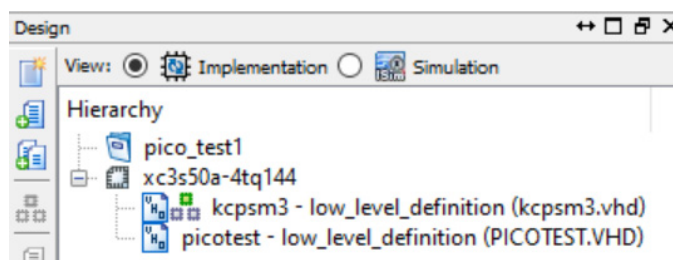 Design
View: Implementation Simulation
Hierarchy
pico_test1
xc3s50a-4tq144
kcpsm3 - low_level_definition (kcpsm3.vhd)
picotest - low_level_definition (PICOTEST.VHD)